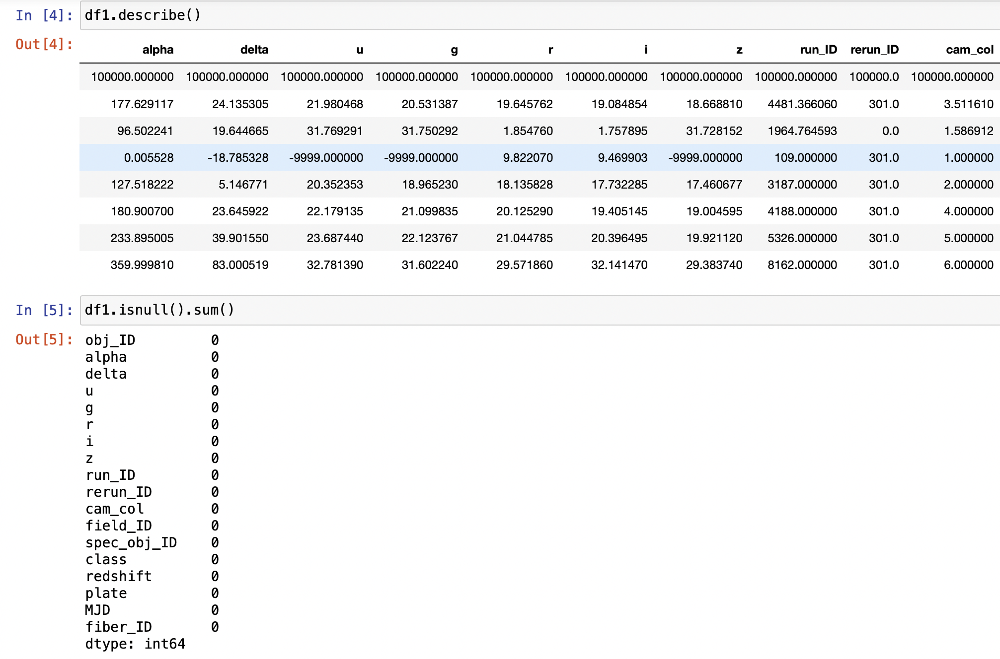 In [4]: df1.describe()
Out[4]:
alpha delta u g r i z run_ID rerun_ID cam_col
100000.000000 100000.000000 100000.000000 100000.000000 100000.000000 100000.000000 100000.000000 100000.000000 100000.0 100000.000000
177.629117 24.135305 21.980468 20.531387 19.645762 19.084854 18.668810 4481.366060 301.0 3.511610
96.502241 19.644665 31.769291 31.750292 1.854760 1.757895 31.728152 1964.764593 0.0 1.586912
0.005528 -18.785328 -9999.000000 -9999.000000 9.822070 9.469903 -9999.000000 109.000000 301.0 1.000000
127.518222 5.146771 20.352353 18.965230 18.135828 17.732285 17.460677 3187.000000 301.0 2.000000
180.900700 23.645922 22.179135 21.099835 20.125290 19.405145 19.004595 4188.000000 301.0 4.000000
233.895005 39.901550 23.687440 22.123767 21.044785 20.396495 19.921120 5326.000000 301.0 5.000000
359.999810 83.000519 32.781390 31.602240 29.571860 32.141470 29.383740 8162.000000 301.0 6.000000
In [5]: df1.isnull().sum()
Out[5]: obj_ID 0
alpha 0
delta 0
u 0
g 0
r 0
i 0
z 0
run_ID 0
rerun_ID 0
cam_col 0
field_ID 0
spec_obj_ID 0
class 0
redshift 0
plate 0
MJD 0
fiber_ID 0
dtype: int64